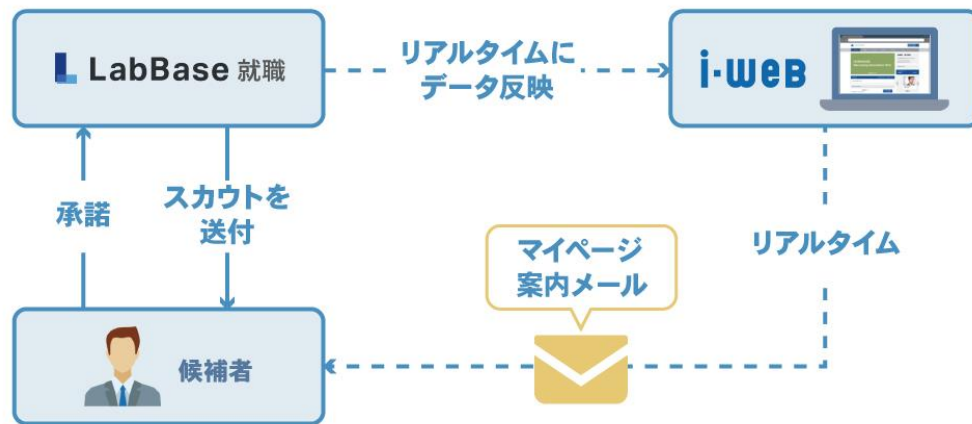 LabBase 就職
リアルタイムに
データ反映
i-web
承諾
スカウトを
送付
マイページ
案内メール
リアルタイム
候補者